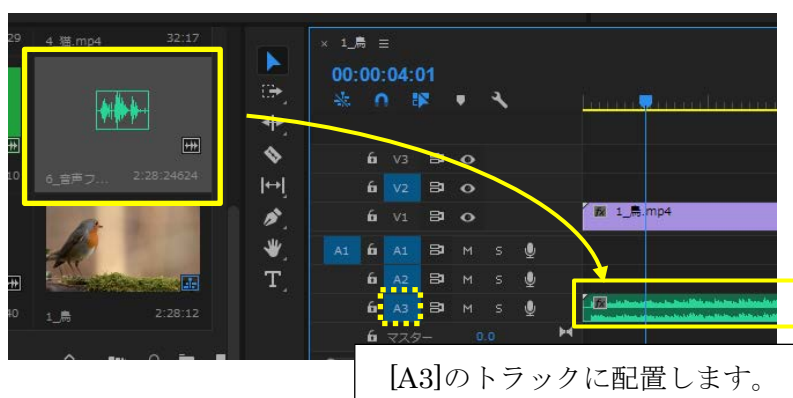 29
4_猫.mp4
32:17
× 1_鳥 ≡
00:00:04:01
V3
10
6_音声フ...
2:28:24624
V2
V1
fx 1_鳥.mp4
A1
A1
M
S
A2
M
S
T
40
1_鳥
2:28:12
A3
M
S
fx
マスター
0.0
[A3]のトラックに配置します。